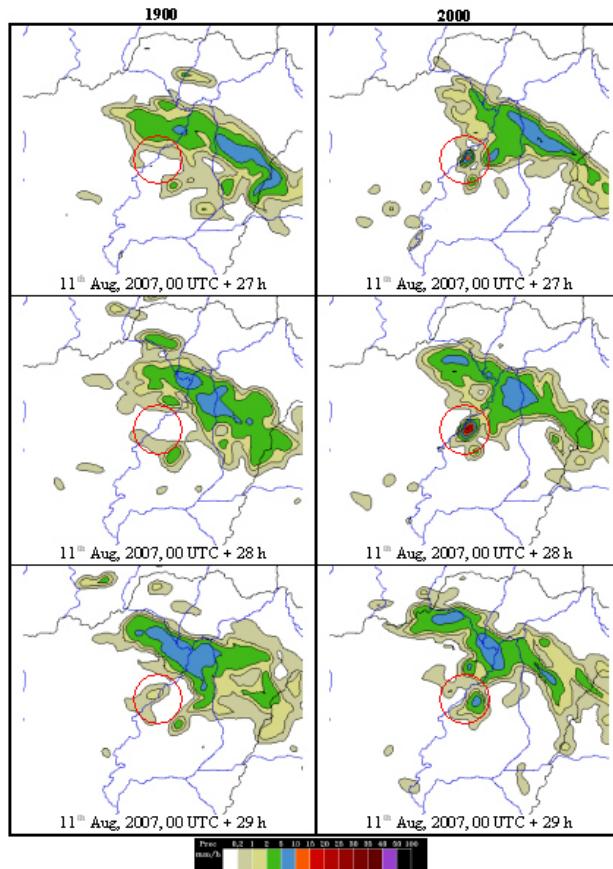 1900 2000
11th Aug, 2007, 00 UTC + 27 h 11th Aug, 2007, 00 UTC + 27 h
11th Aug, 2007, 00 UTC + 28 h 11th Aug, 2007, 00 UTC + 28 h
11th Aug, 2007, 00 UTC + 29 h 11th Aug, 2007, 00 UTC + 29 h
Prec 0,2 1 2 5 10 15 20 25 30 35 40 50 100
mm/h